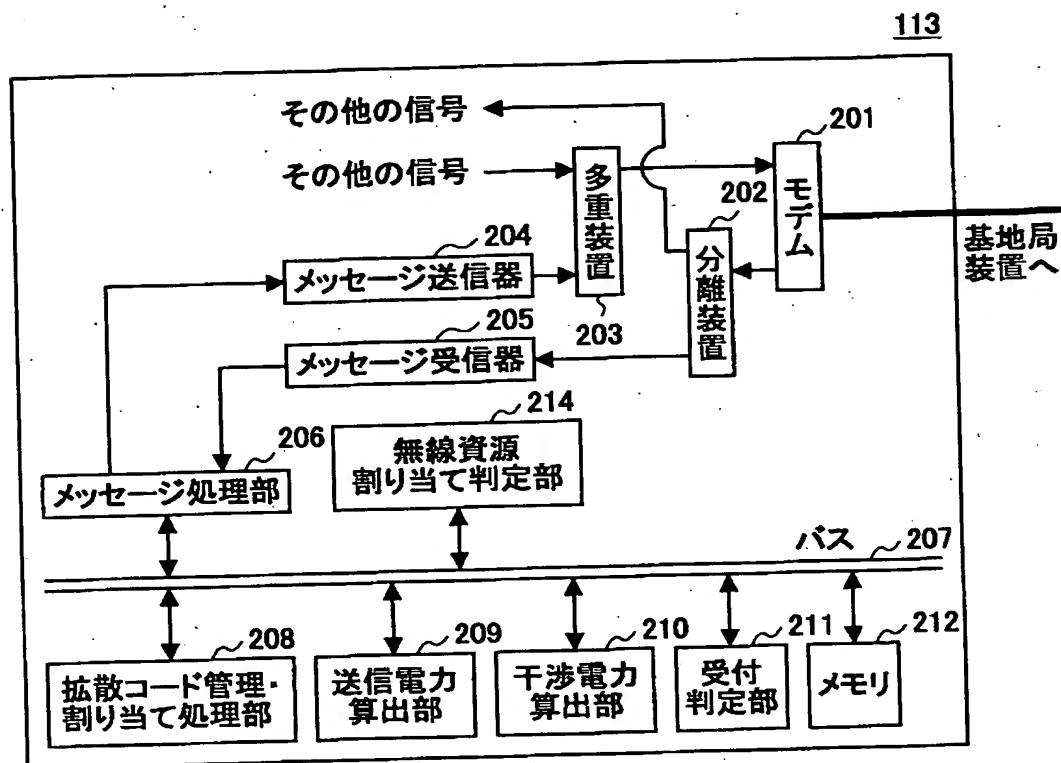 113
その他の信号
201
その他の信号
多重装置
202
モデム
204
分離装置
基地局
装置へ
メッセージ送信器
203
205
メッセージ受信器
214
206
無線資源
割り当て判定部
メッセージ処理部
バス
207
208
209
210
211
212
拡散コード管理・
割り当て処理部
送信電力
算出部
干渉電力
算出部
受付
判定部
メモリ